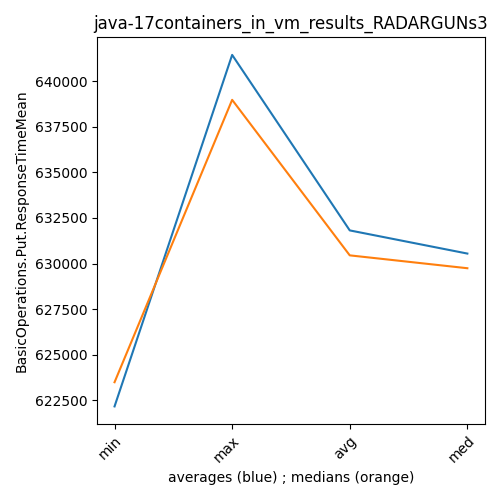 java-17containers_in_vm_results_RADARGUNs3
BasicOperations.Put.ResponseTimeMean
640000
637500
635000
632500
630000
627500
625000
622500
min
max
avg
med
averages (blue) ; medians (orange)